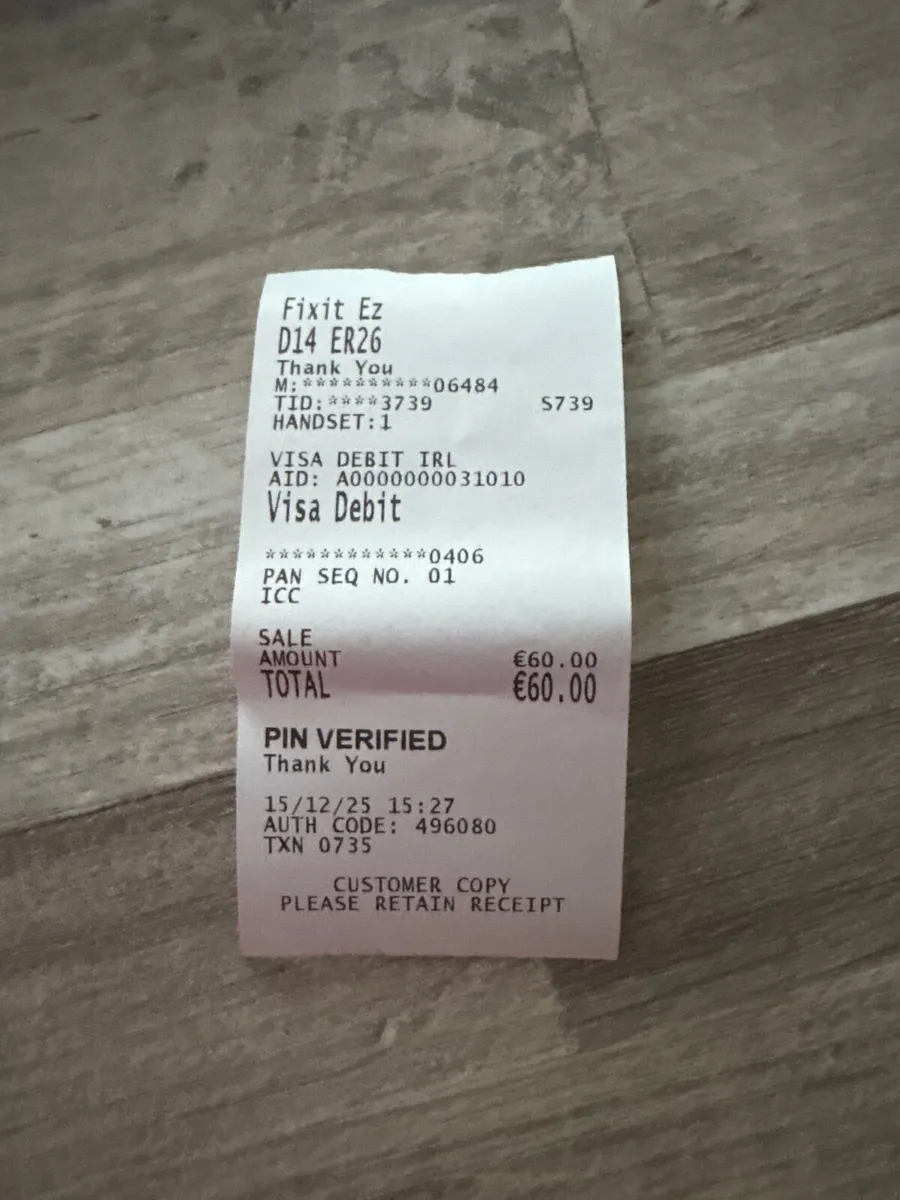 Fixit Ez
D14 ER26
Thank You
M:**********06484
TID:****3739 S739
HANDSET:1
VISA DEBIT IRL
AID: A0000000031010
Visa Debit
************0406
PAN SEQ NO. 01
ICC
SALE
AMOUNT €60.00
TOTAL €60.00
PIN VERIFIED
Thank You
15/12/25 15:27
AUTH CODE: 496080
TXN 0735
CUSTOMER COPY
PLEASE RETAIN RECEIPT